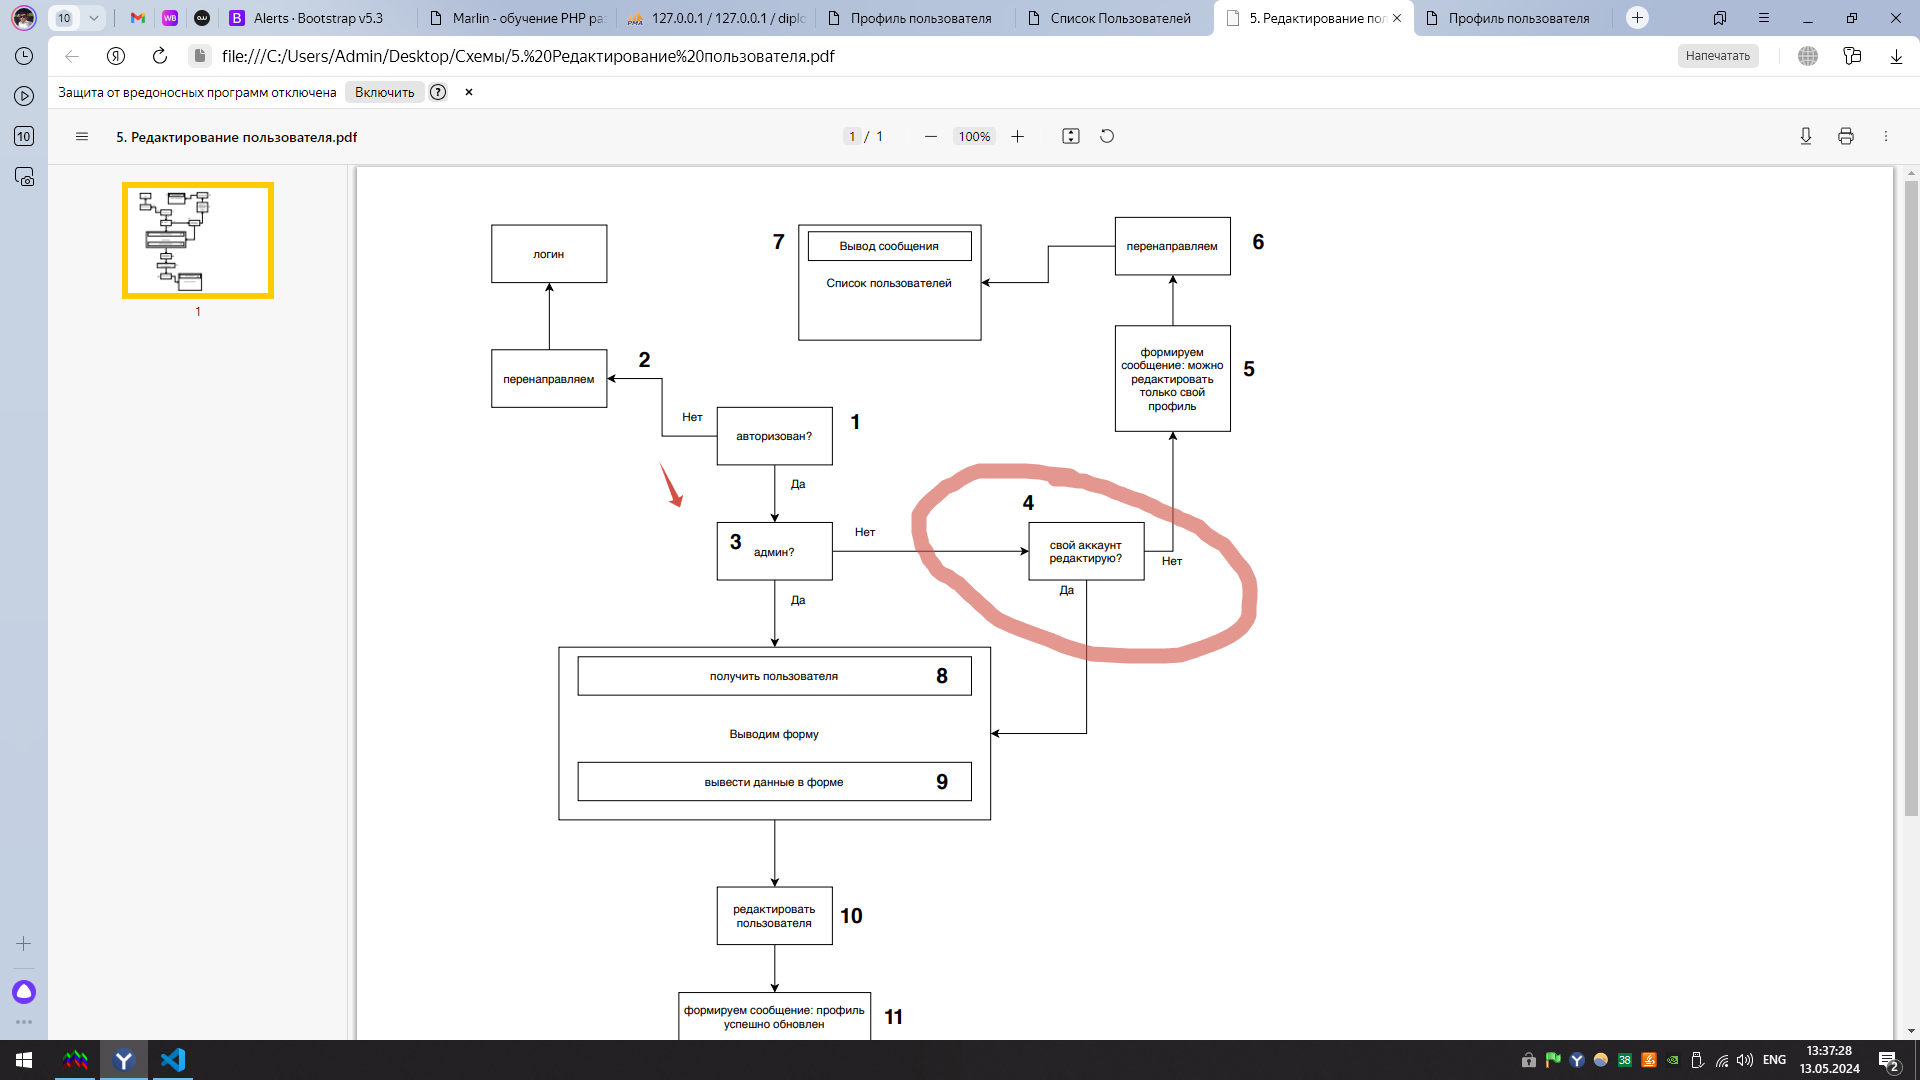 10
Alerts · Bootstrap v5.3
Marlin - обучение PHP ра
127.0.0.1 / 127.0.0.1 / diplo
Профиль пользователя
Список Пользователей
5. Редактирование пол
Профиль пользователя
file:///C:/Users/Admin/Desktop/Схемы/5.%20Редактирование%20пользователя.pdf
Напечатать
Защита от вредоносных программ отключена
Включить
?
10
5. Редактирование пользователя.pdf
1 / 1
100%
1
логин
7
Вывод сообщения
Список пользователей
перенаправляем
6
перенаправляем
2
формируем
сообщение: можно
редактировать
только свой
профиль
5
Нет
авторизован?
1
Да
3
админ?
Нет
4
свой аккаунт
редактирую?
Нет
Да
Да
получить пользователя
8
Выводим форму
вывести данные в форме
9
редактировать
пользователя
10
формируем сообщение: профиль
успешно обновлен
11
38
ENG
13:37:28
13.05.2024
2